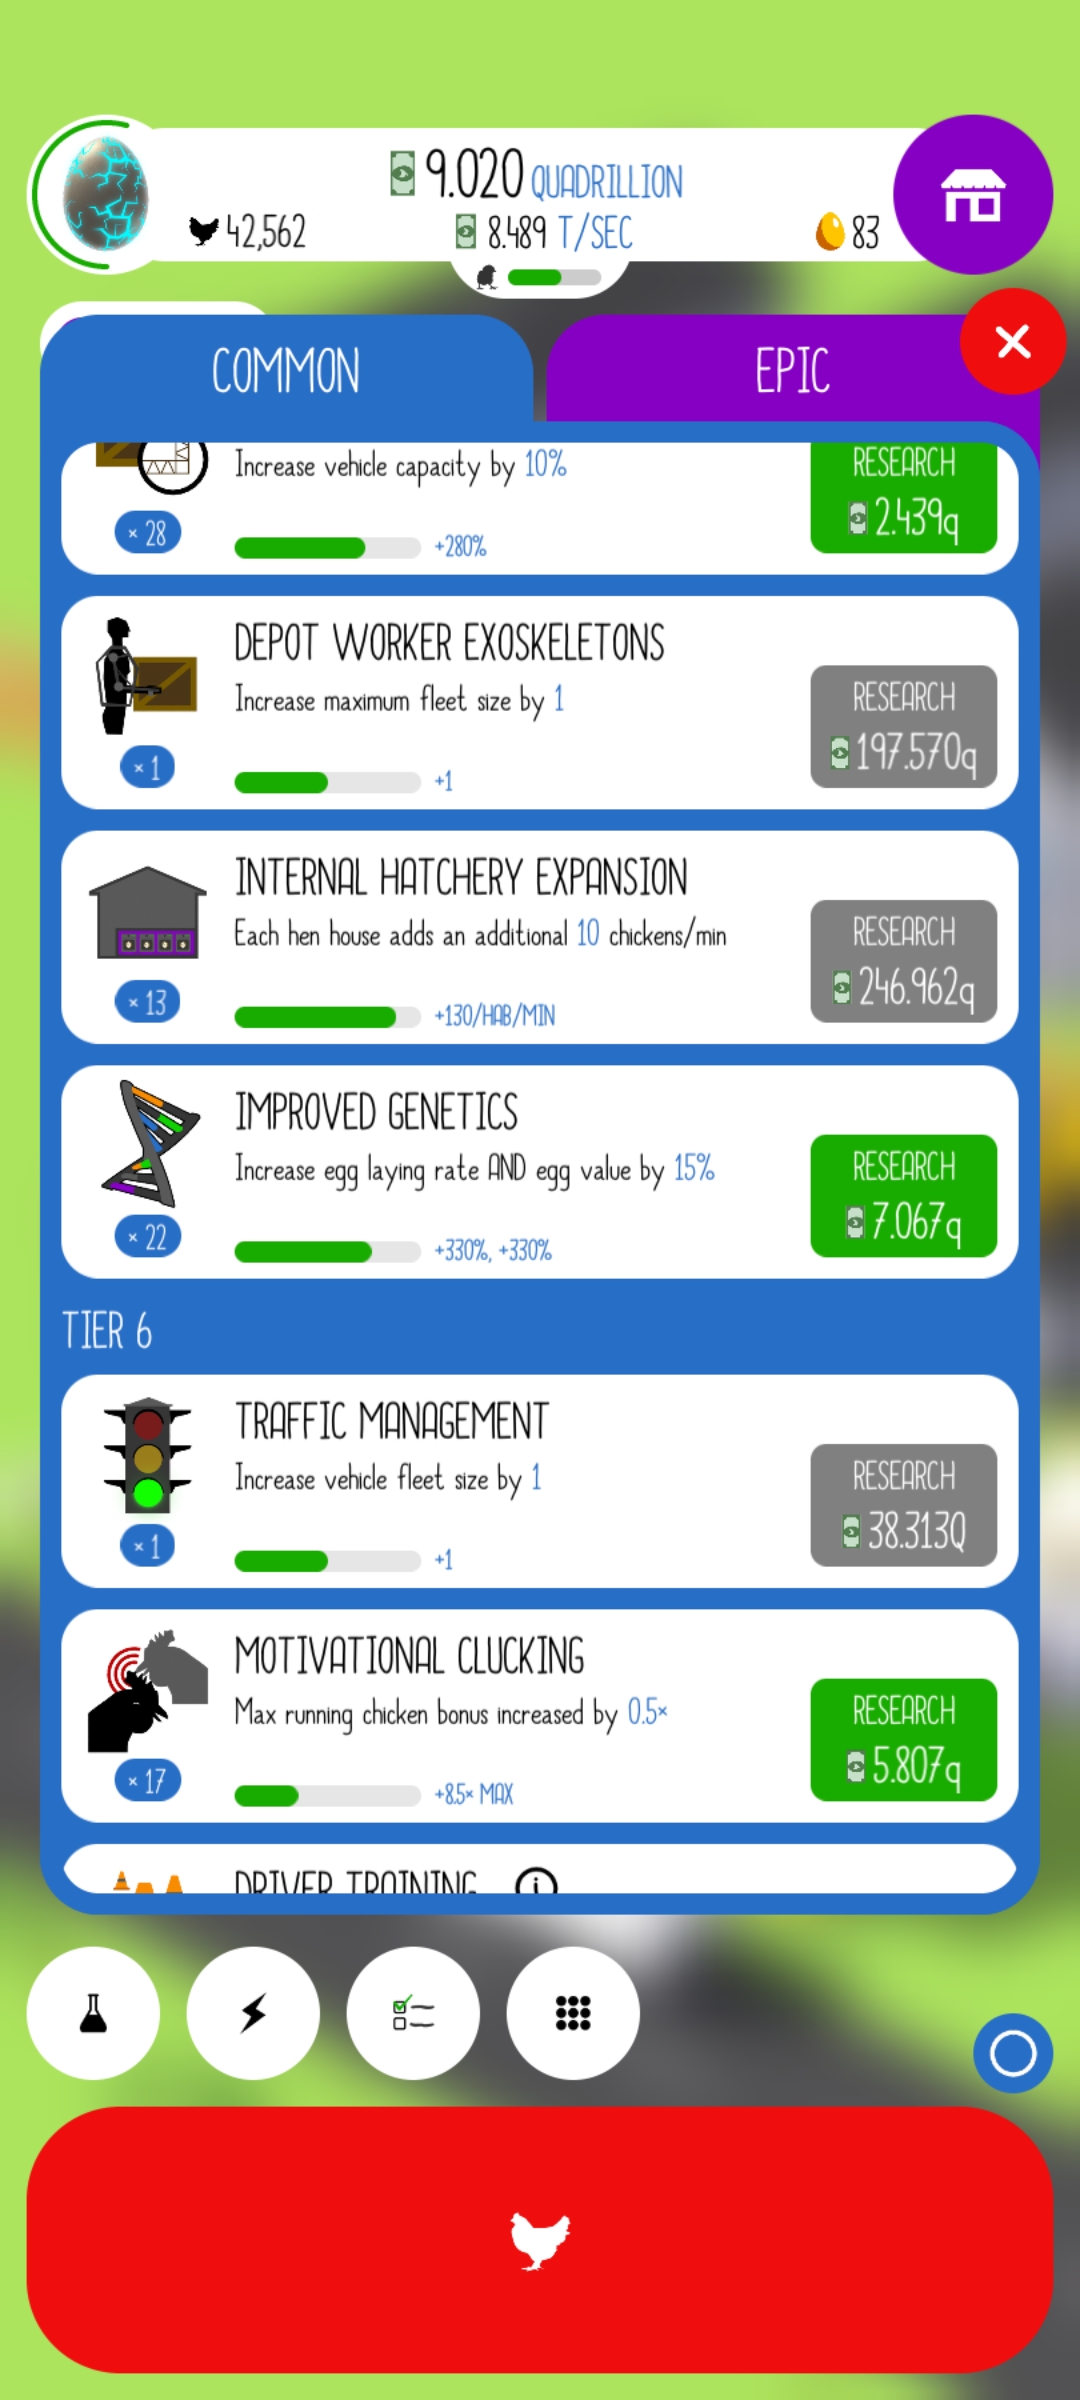 9.020 QUADRILLION
42,562
8.489 T/SEC
83
COMMON
EPIC
Increase vehicle capacity by 10%
RESEARCH
2.439q
× 28
+280%
DEPOT WORKER EXOSKELETONS
Increase maximum fleet size by 1
RESEARCH
197.570q
× 1
+1
INTERNAL HATCHERY EXPANSION
Each hen house adds an additional 10 chickens/min
RESEARCH
246.962q
× 13
+130/HAB/MIN
IMPROVED GENETICS
Increase egg laying rate AND egg value by 15%
RESEARCH
7.067q
× 22
+330%, +330%
TIER 6
TRAFFIC MANAGEMENT
Increase vehicle fleet size by 1
RESEARCH
38.313Q
× 1
+1
MOTIVATIONAL CLUCKING
Max running chicken bonus increased by 0.5×
RESEARCH
5.807q
× 17
+8.5× MAX
DRIVER TRAINING